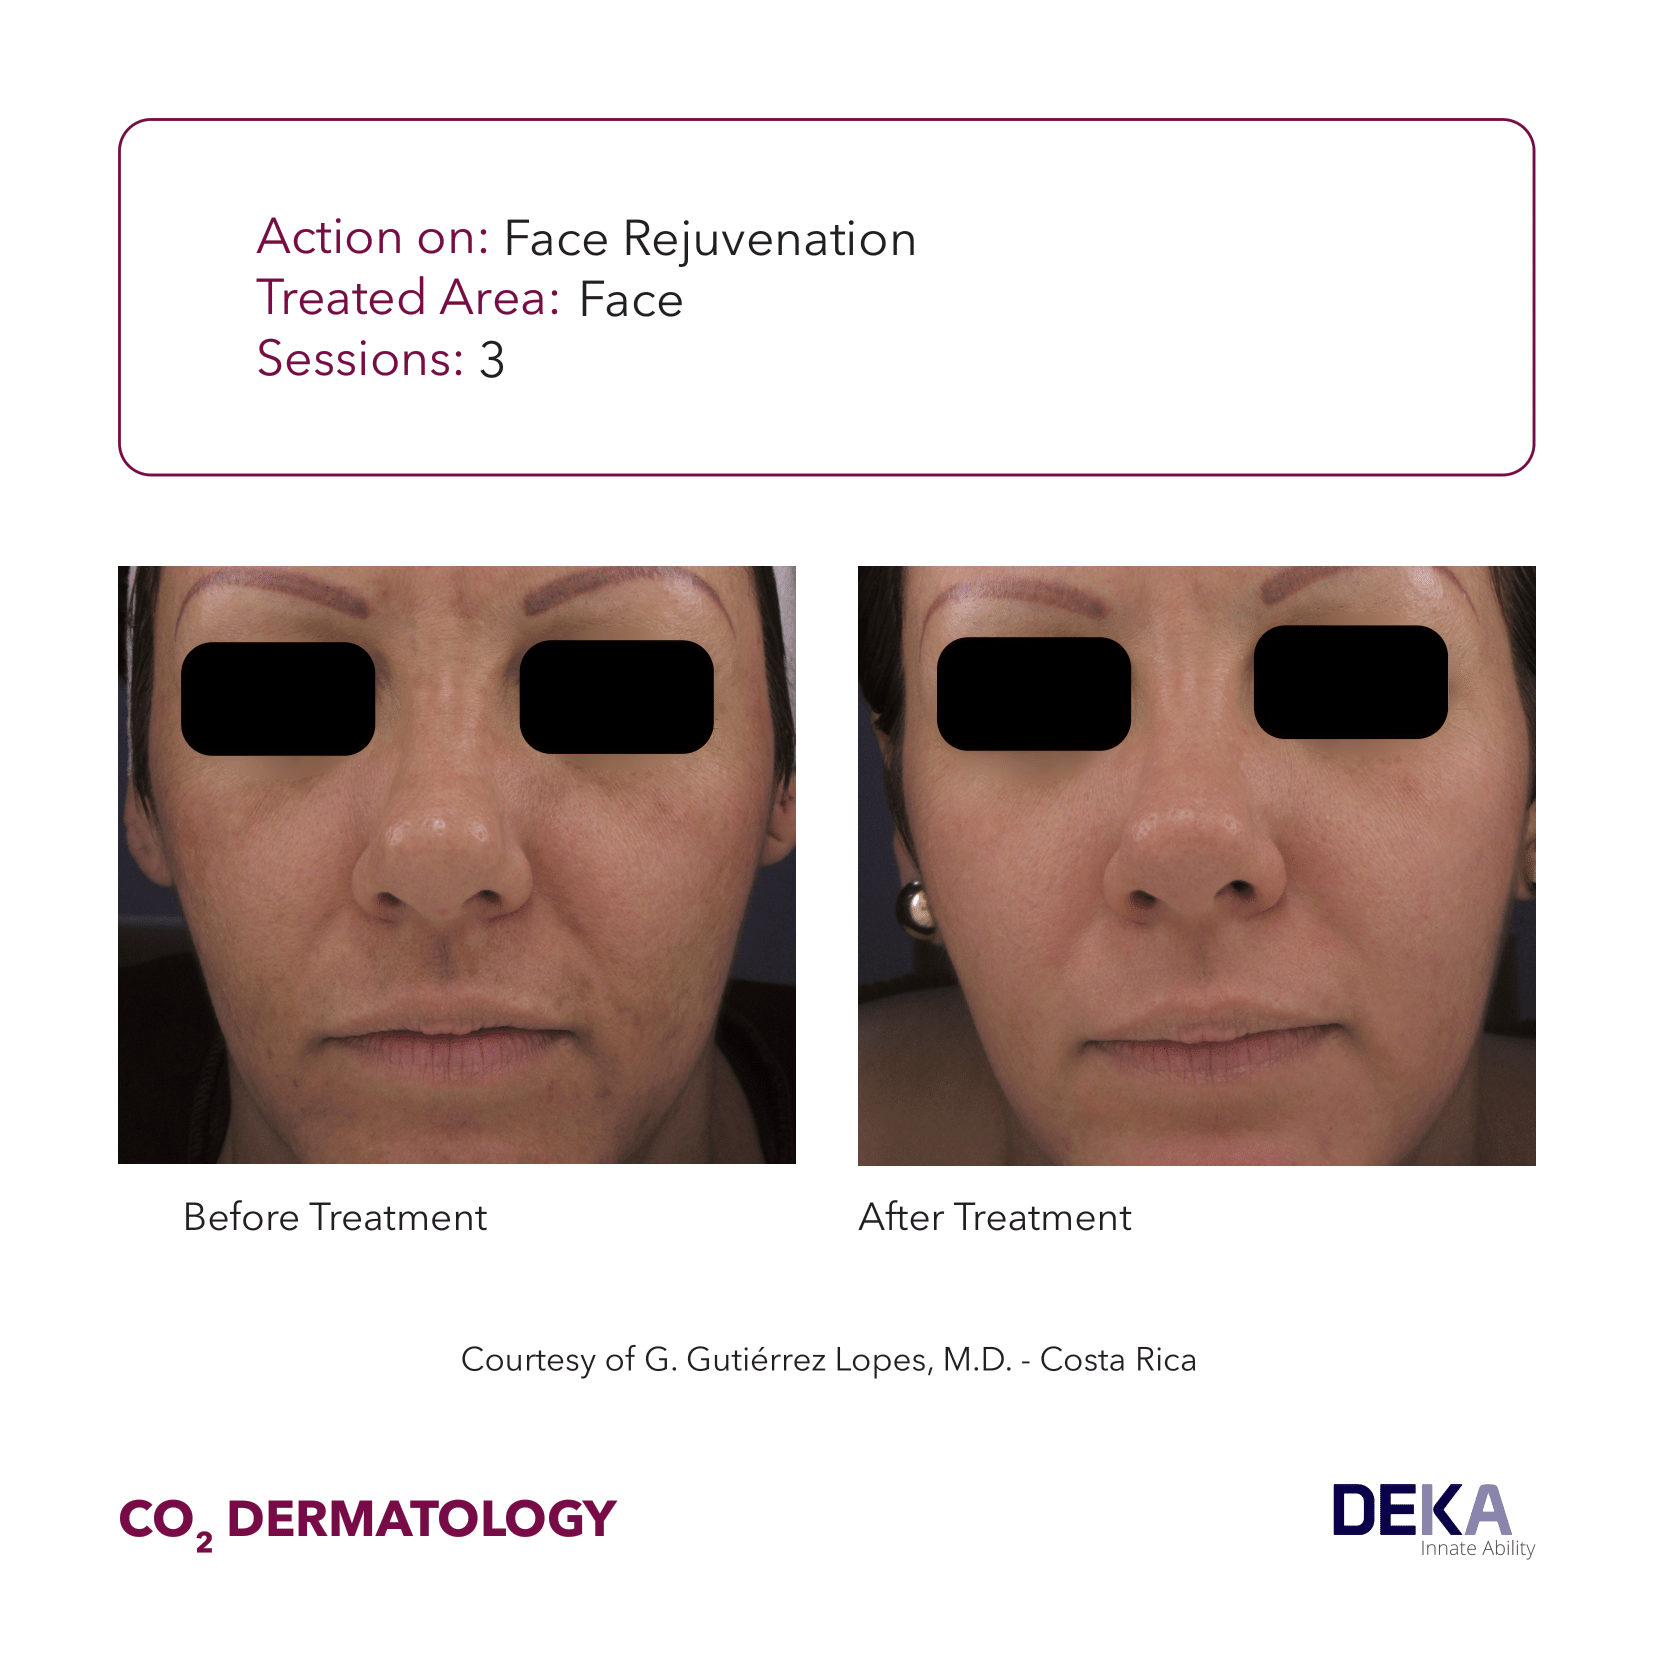 Action on: Face Rejuvenation
Treated Area: Face
Sessions: 3
Before Treatment
After Treatment
Courtesy of G. Gutiérrez Lopes, M.D. - Costa Rica
CO₂ DERMATOLOGY
DEKA
Innate Ability